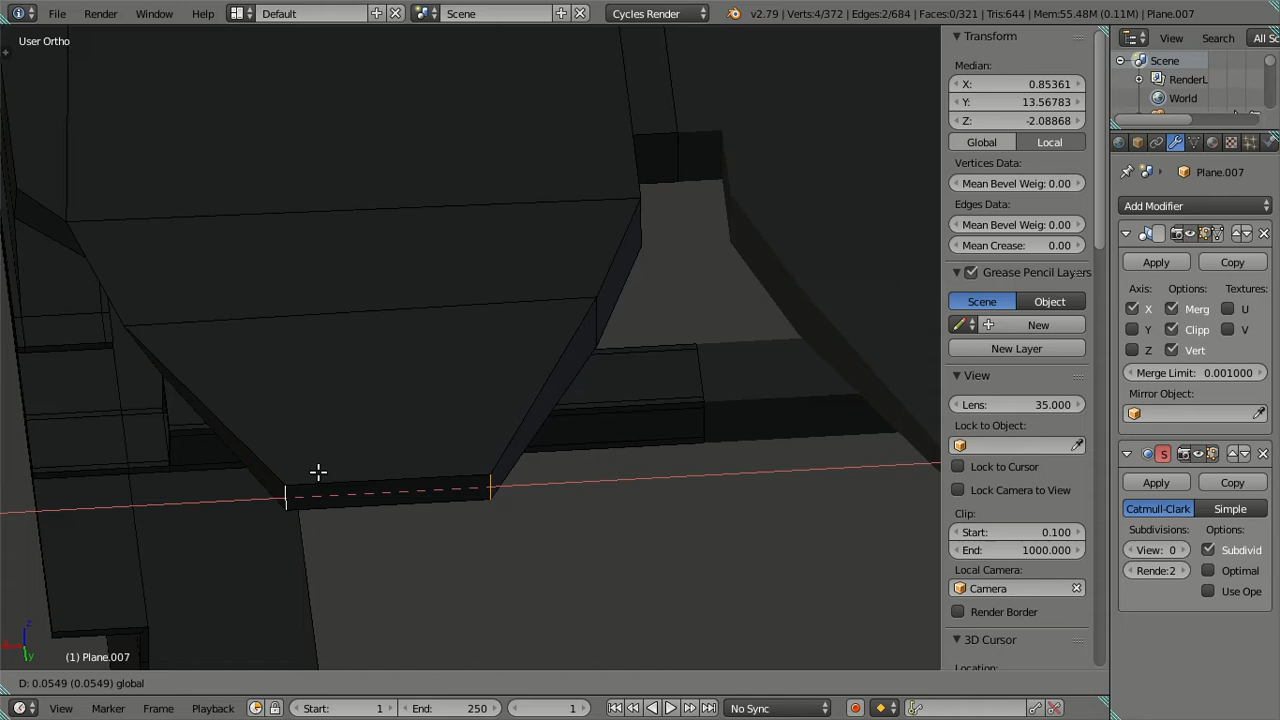 File Render Window Help Default Scene Cycles Render v2.79 | Verts:4/372 | Edges:2/684 | Faces:0/321 | Tris:644 | Mem:55.48M (0.11M) | Plane.007
User Ortho
Transform
Median:
X: 0.85361
Y: 13.56783
Z: -2.08868
Global Local
Vertices Data:
Mean Bevel Weig: 0.00
Edges Data:
Mean Bevel Weig: 0.00
Mean Crease: 0.00
Grease Pencil Layers
Scene Object
New
New Layer
View
Lens: 35.000
Lock to Object:
Lock to Cursor
Lock Camera to View
Clip:
Start: 0.100
End: 1000.000
Local Camera:
Camera
Render Border
3D Cursor
Location:
View Search All Sc
Scene
RenderL
World
Plane.007
Add Modifier
Apply Copy
Axis: Options: Textures:
X Merg U
Y Clipp V
Z Vert
Merge Limit: 0.001000
Mirror Object:
S
Apply Copy
Catmull-Clark Simple
Subdivisions: Options:
View: 0 Subdivid
Rende: 2 Optimal
Use Ope
x
z
y
(1) Plane.007
D: 0.0549 (0.0549) global
View Marker Frame Playback Start: 1 End: 250 1 No Sync